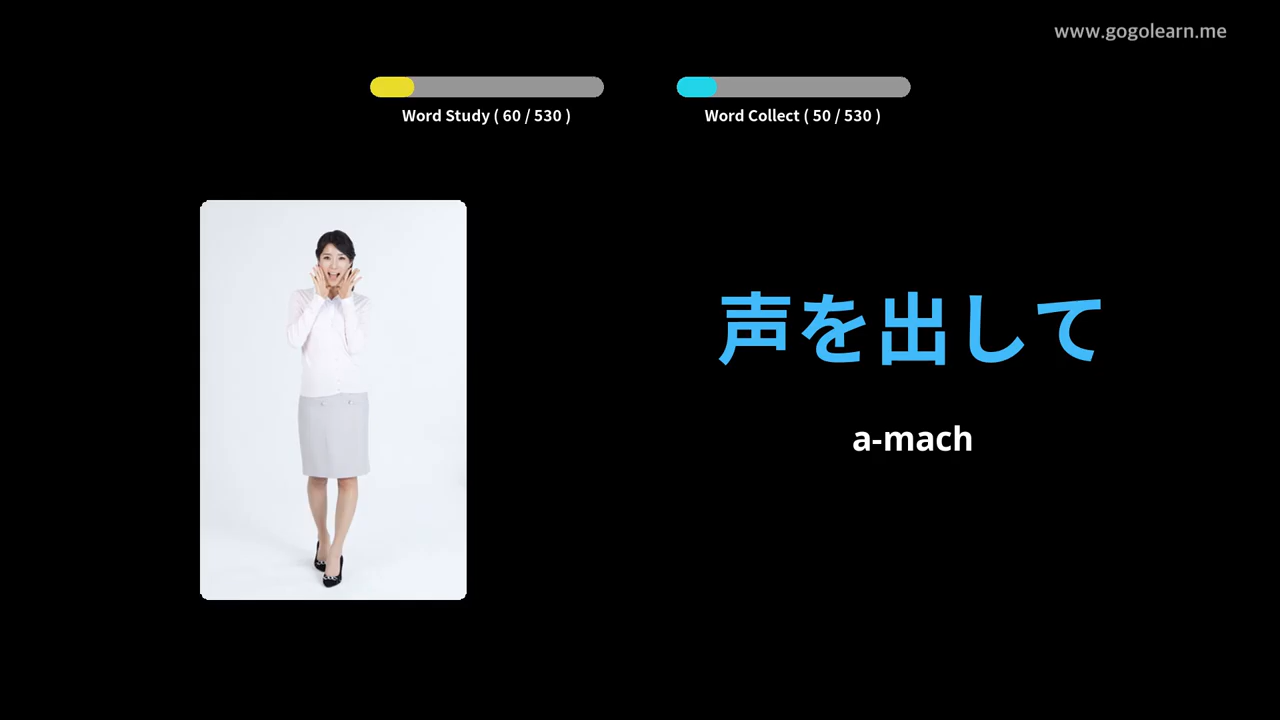 www.gogolearn.me
Word Study ( 60 / 530 )
Word Collect ( 50 / 530 )
声を出して
a-mach